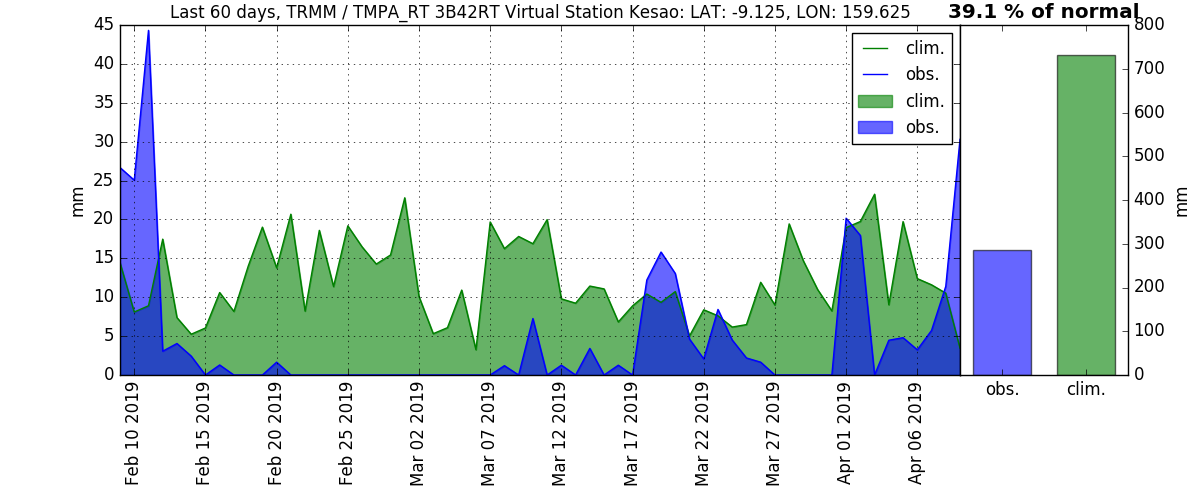 Last 60 days, TRMM / TMPA_RT 3B42RT Virtual Station Kesao: LAT: -9.125, LON: 159.625
39.1 % of normal
45
40
35
30
25
20
15
10
5
0
mm
clim.
obs.
clim.
obs.
Feb 10 2019
Feb 15 2019
Feb 20 2019
Feb 25 2019
Mar 02 2019
Mar 07 2019
Mar 12 2019
Mar 17 2019
Mar 22 2019
Mar 27 2019
Apr 01 2019
Apr 06 2019
800
700
600
500
400
300
200
100
0
mm
obs.
clim.